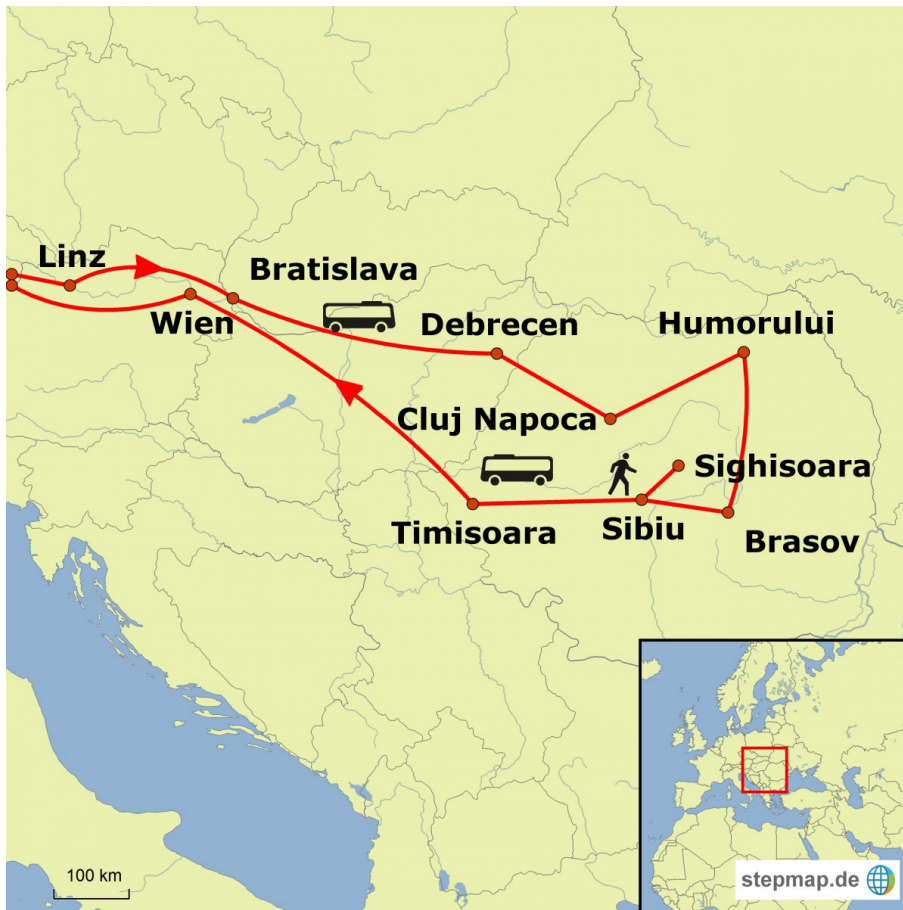 Linz
Bratislava
Wien
Debrecen
Humorului
Cluj Napoca
Sighisoara
Timisoara
Sibiu
Brasov
100 km
stepmap.de